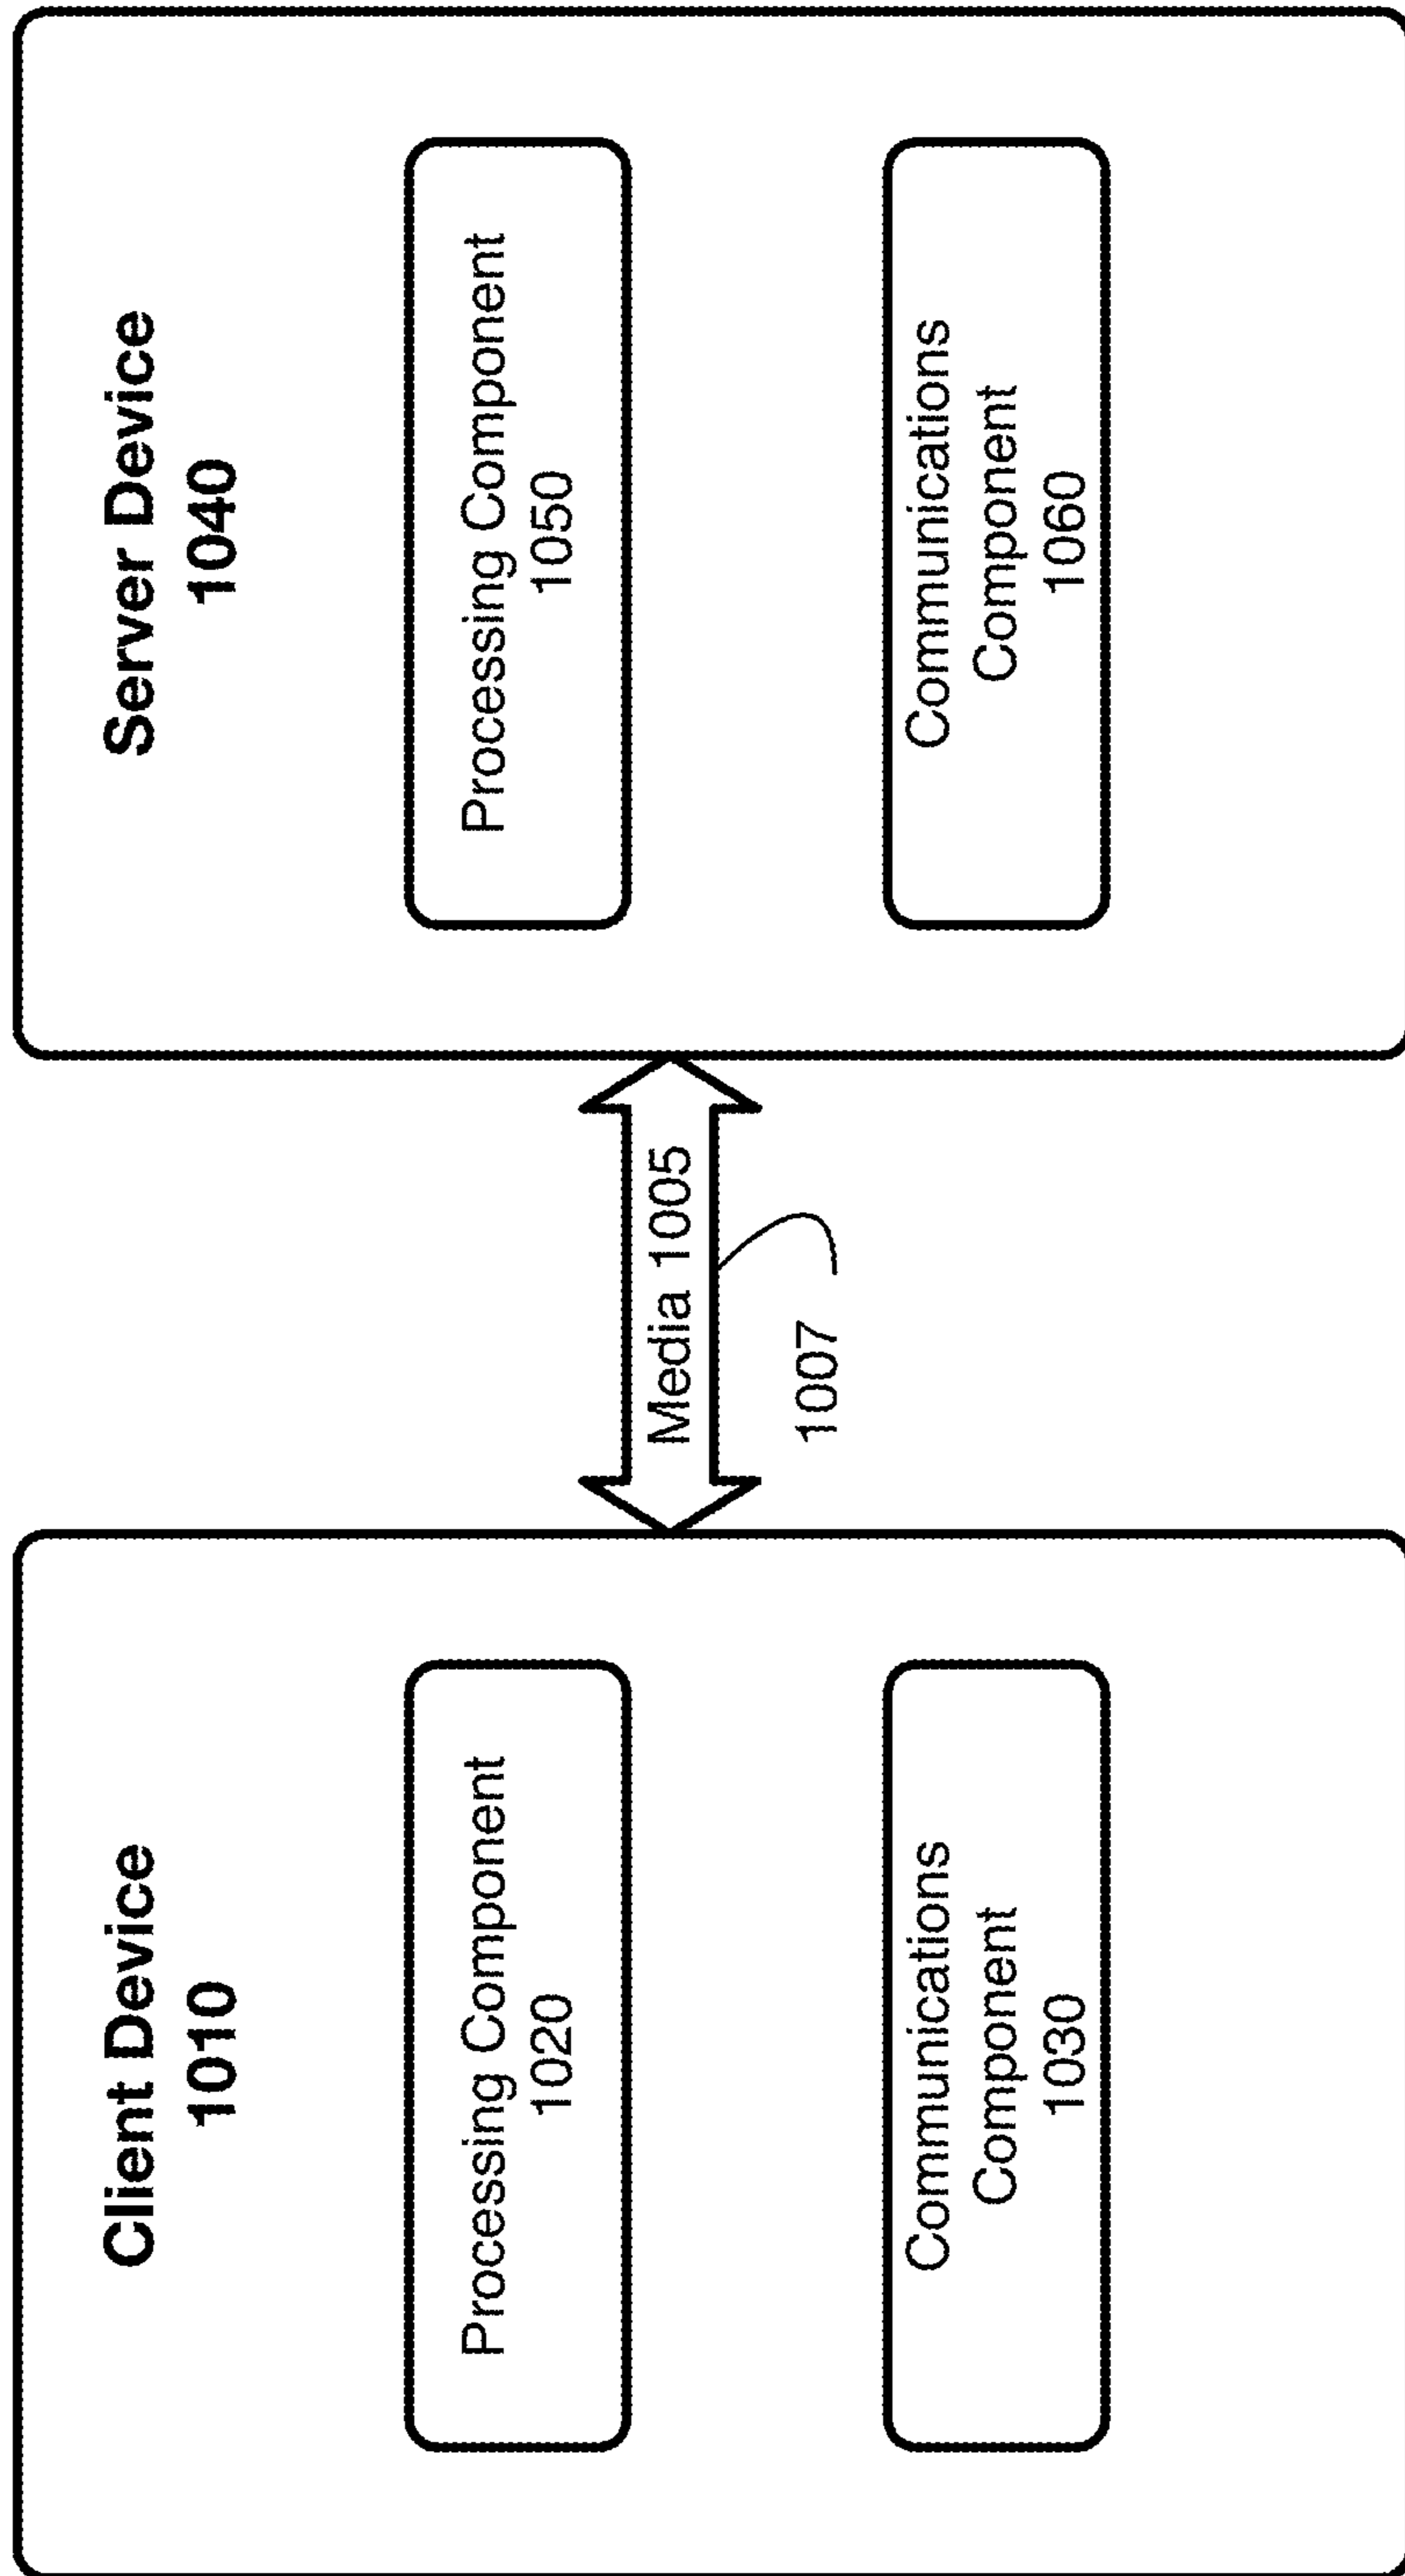 Client Device
1010
Processing Component
1020
Communications
Component
1030
Media 1005
1007
Server Device
1040
Processing Component
1050
Communications
Component
1060